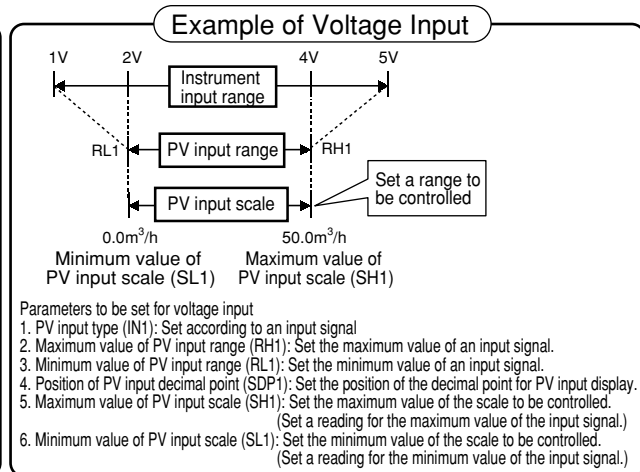 Example of Voltage Input
1V 2V 4V 5V
Instrument
input range
RL1 PV input range RH1
PV input scale
Set a range to
be controlled
0.0m³/h 50.0m³/h
Minimum value of
PV input scale (SL1)
Maximum value of
PV input scale (SH1)
Parameters to be set for voltage input
1. PV input type (IN1): Set according to an input signal
2. Maximum value of PV input range (RH1): Set the maximum value of an input signal.
3. Minimum value of PV input range (RL1): Set the minimum value of an input signal.
4. Position of PV input decimal point (SDP1): Set the position of the decimal point for PV input display.
5. Maximum value of PV input scale (SH1): Set the maximum value of the scale to be controlled.
(Set a reading for the maximum value of the input signal.)
6. Minimum value of PV input scale (SL1): Set the minimum value of the scale to be controlled.
(Set a reading for the minimum value of the input signal.)